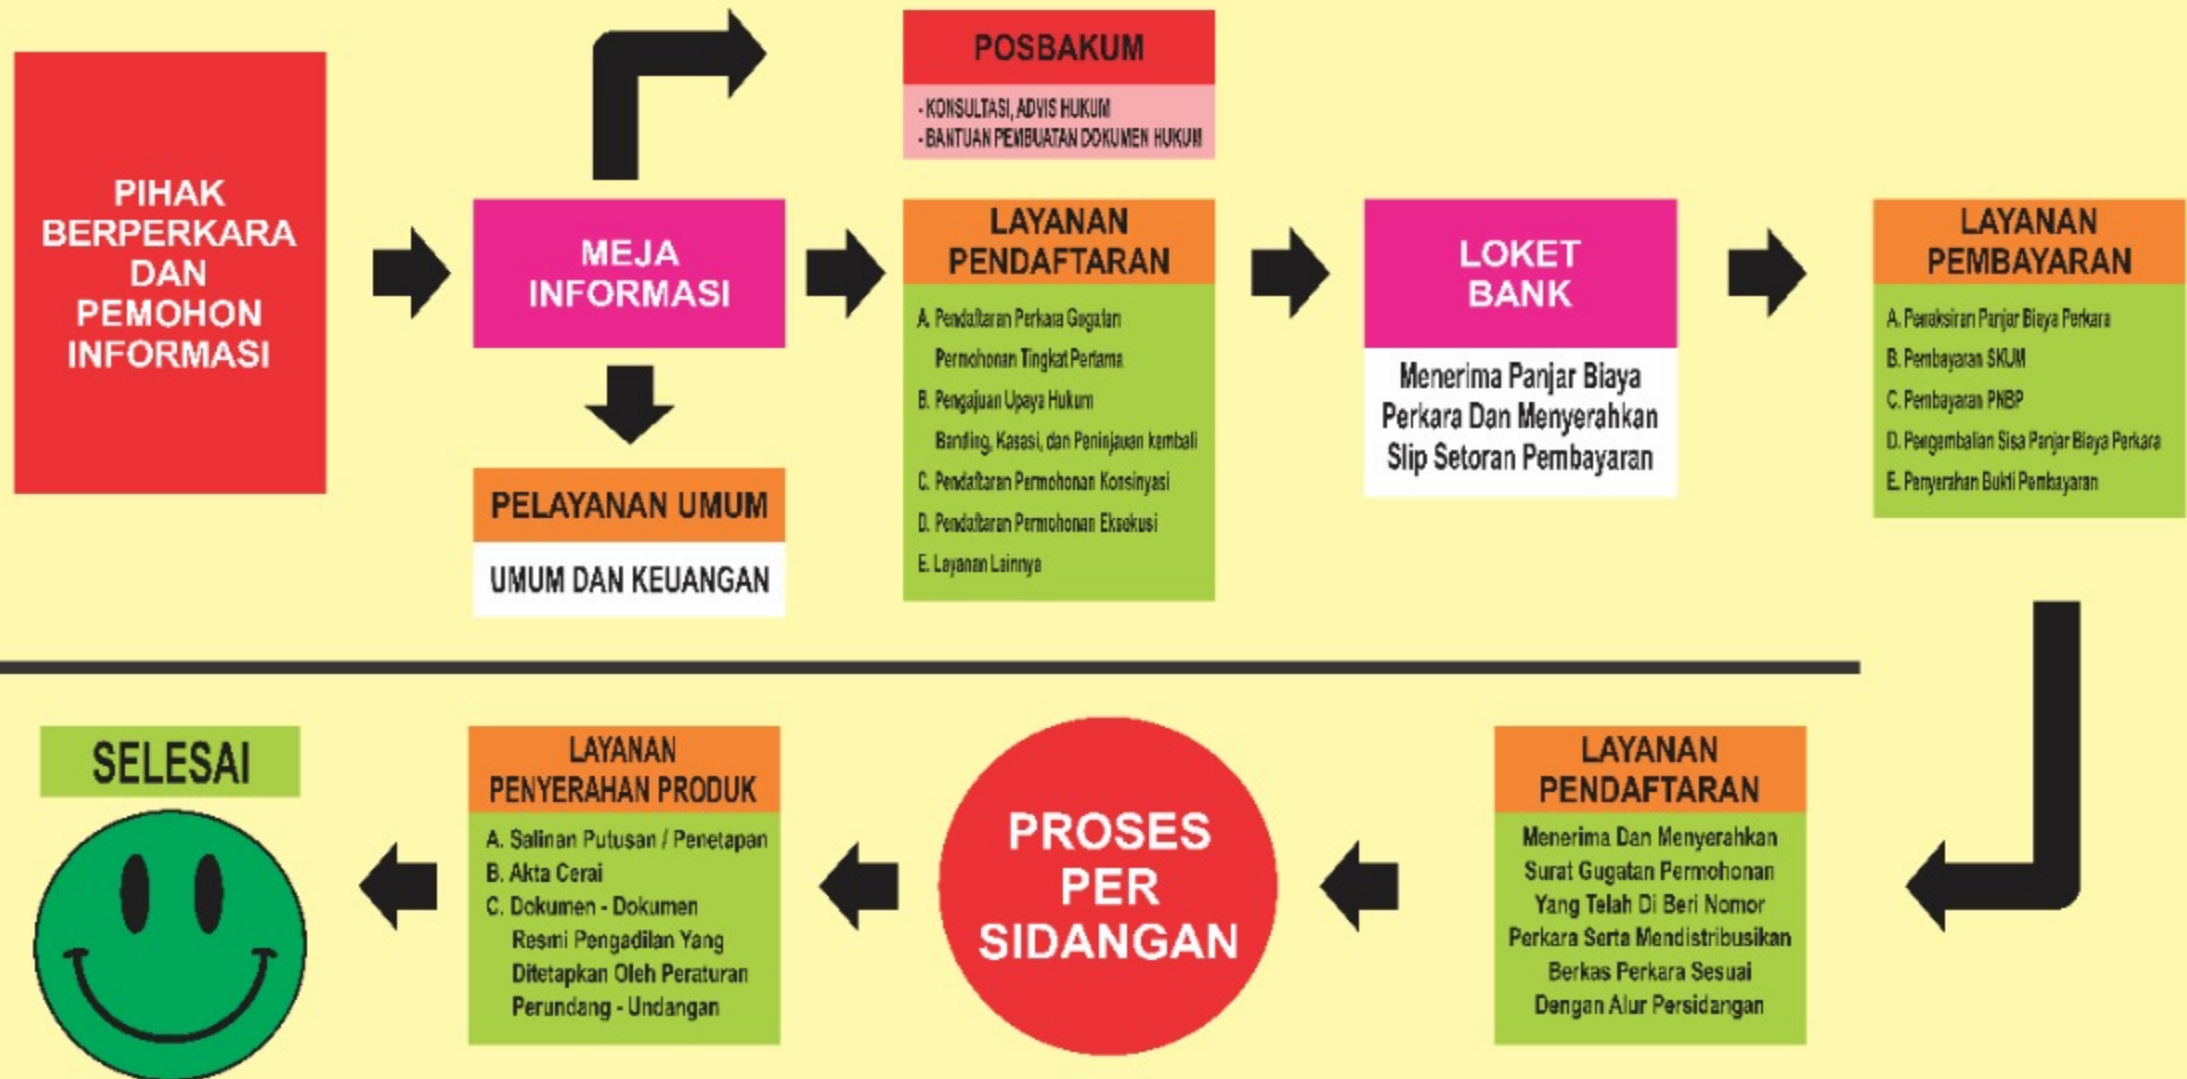 PIHAK
BERPERKARA
DAN
PEMOHON
INFORMASI
MEJA
INFORMASI
POSBAKUM
- KONSULTASI, ADVIS HUKUM
- BANTUAN PEMBUATAN DOKUMEN HUKUM
PELAYANAN UMUM
UMUM DAN KEUANGAN
LAYANAN
PENDAFTARAN
A. Pendaftaran Perkara Gugatan
Permohonan Tingkat Pertama
B. Pengajuan Upaya Hukum
Banding, Kasasi, dan Peninjauan kembali
C. Pendaftaran Permohonan Konsinyasi
D. Pendaftaran Permohonan Eksekusi
E. Layanan Lainnya
LOKET
BANK
Menerima Panjar Biaya
Perkara Dan Menyerahkan
Slip Setoran Pembayaran
LAYANAN
PEMBAYARAN
A. Penaksiran Panjar Biaya Perkara
B. Pembayaran SKUM
C. Pembayaran PNBP
D. Pengembalian Sisa Panjar Biaya Perkara
E. Penyerahan Bukti Pembayaran
LAYANAN
PENDAFTARAN
Menerima Dan Menyerahkan
Surat Gugatan Permohonan
Yang Telah Di Beri Nomor
Perkara Serta Mendistribusikan
Berkas Perkara Sesuai
Dengan Alur Persidangan
PROSES
PER
SIDANGAN
LAYANAN
PENYERAHAN PRODUK
A. Salinan Putusan / Penetapan
B. Akta Cerai
C. Dokumen - Dokumen
Resmi Pengadilan Yang
Ditetapkan Oleh Peraturan
Perundang - Undangan
SELESAI